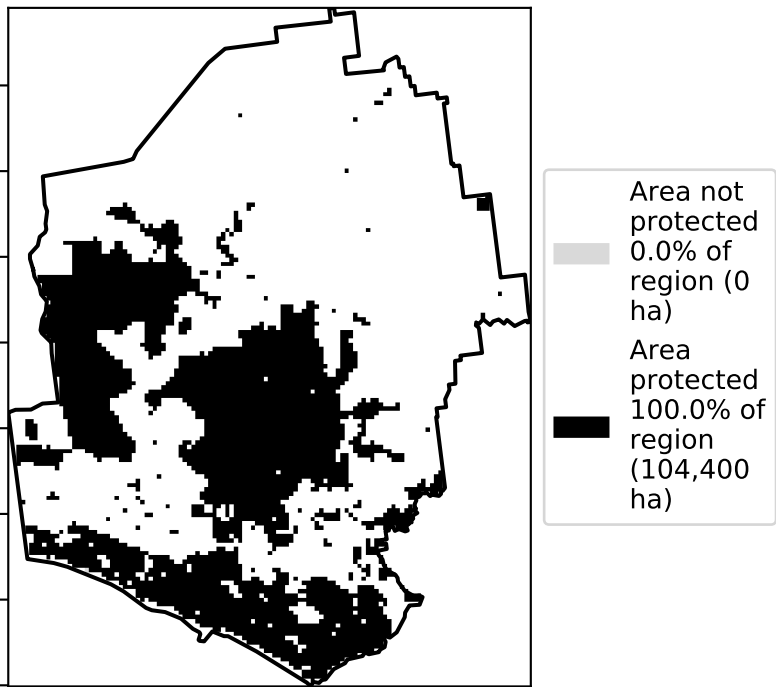 Area not
protected
0.0% of
region (0
ha)
Area
protected
100.0% of
region
(104,400
ha)